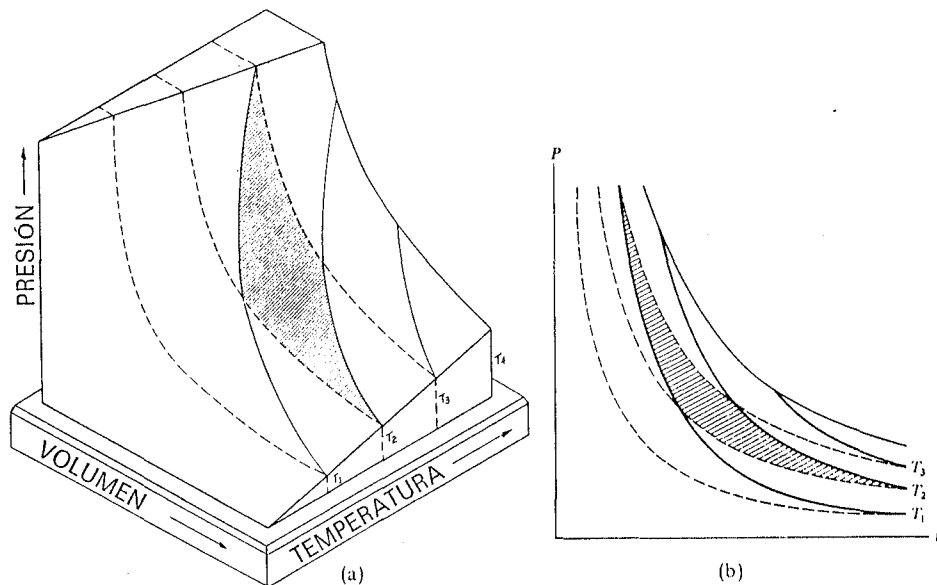 PRESIÓN
VOLUMEN
TEMPERATURA
T₁
T₂
T₃
T₄
(a)
P
T₃
T₂
T₁
(b)